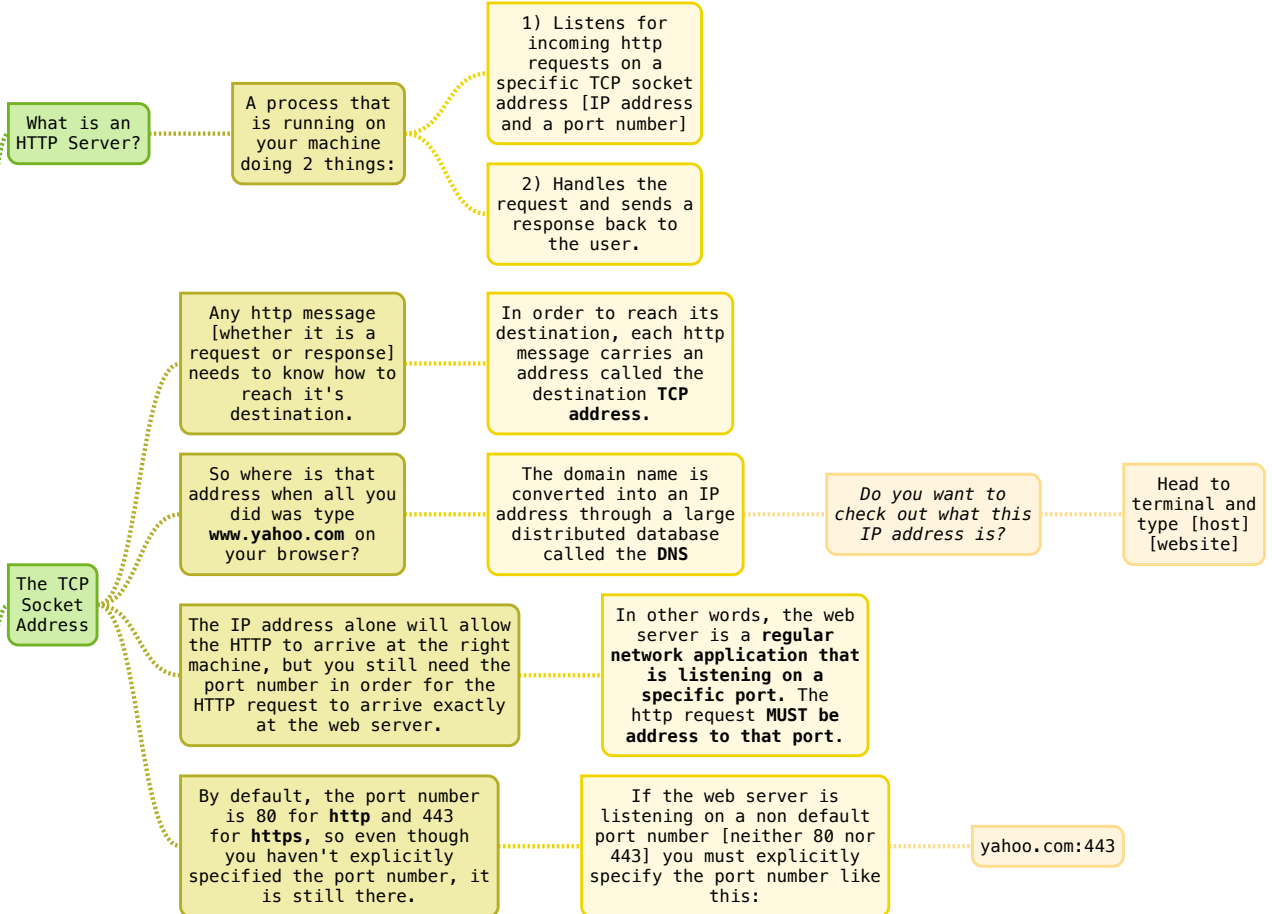 What is an
HTTP Server?
A process that
is running on
your machine
doing 2 things:
1) Listens for
incoming http
requests on a
specific TCP socket
address [IP address
and a port number]
2) Handles the
request and sends a
response back to
the user.
The TCP
Socket
Address
Any http message
[whether it is a
request or response]
needs to know how to
reach it's
destination.
In order to reach its
destination, each http
message carries an
address called the
destination TCP
address.
So where is that
address when all you
did was type
www.yahoo.com on
your browser?
The domain name is
converted into an IP
address through a large
distributed database
called the DNS
Do you want to
check out what this
IP address is?
Head to
terminal and
type [host]
[website]
The IP address alone will allow
the HTTP to arrive at the right
machine, but you still need the
port number in order for the
HTTP request to arrive exactly
at the web server.
In other words, the web
server is a regular
network application that
is listening on a
specific port. The
http request MUST be
address to that port.
By default, the port number
is 80 for http and 443
for https, so even though
you haven't explicitly
specified the port number, it
is still there.
If the web server is
listening on a non default
port number [neither 80 nor
443] you must explicitly
specify the port number like
this:
yahoo.com:443